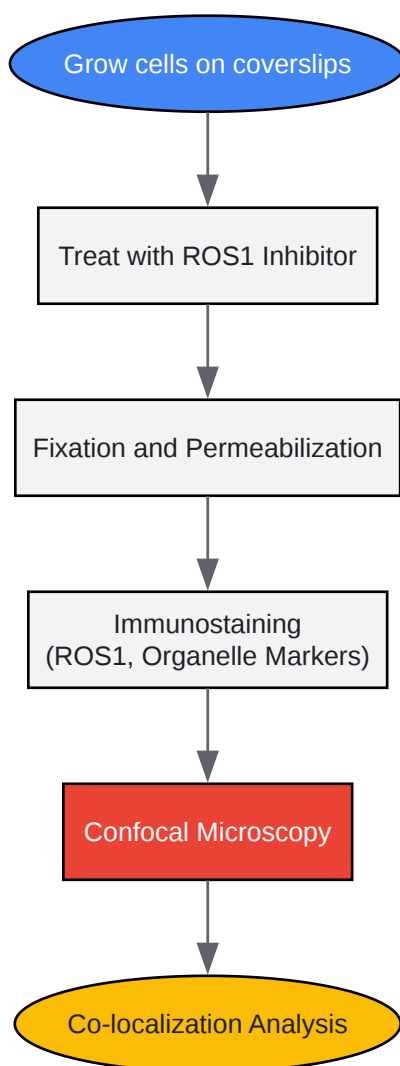 Grow cells on coverslips
Treat with ROS1 Inhibitor
Fixation and Permeabilization
Immunostaining
(ROS1, Organelle Markers)
Confocal Microscopy
Co-localization Analysis